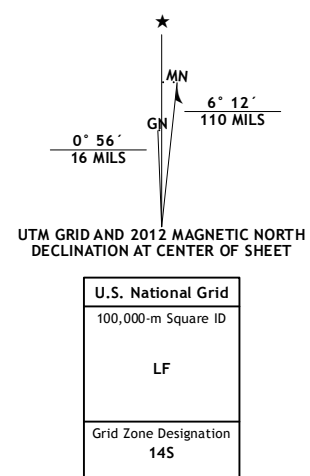 ★
MN
6° 12´
110 MILS
GN
0° 56´
16 MILS
UTM GRID AND 2012 MAGNETIC NORTH
DECLINATION AT CENTER OF SHEET
U.S. National Grid
100,000-m Square ID
LF
Grid Zone Designation
14S